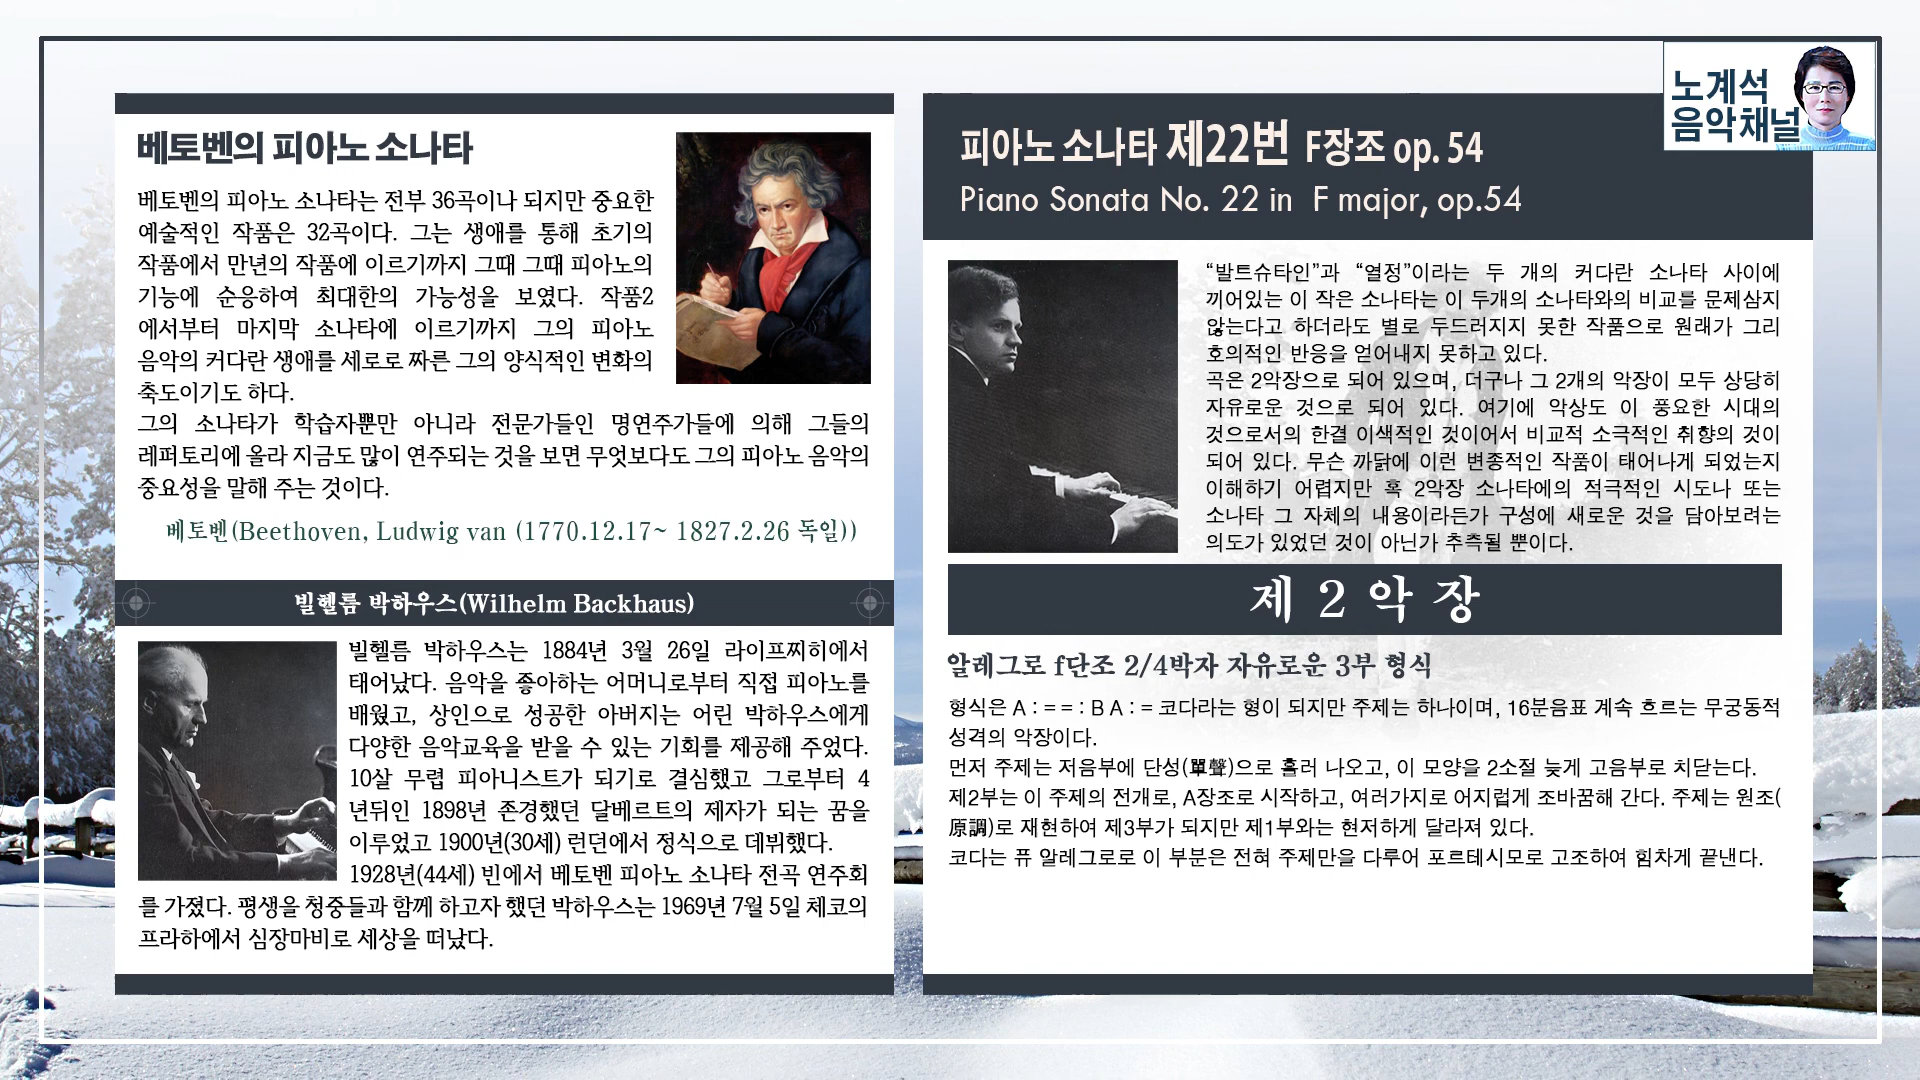 노계석
음악채널
베토벤의 피아노 소나타
베토벤의 피아노 소나타는 전부 36곡이나 되지만 중요한
예술적인 작품은 32곡이다. 그는 생애를 통해 초기의
작품에서 만년의 작품에 이르기까지 그때 그때 피아노의
기능에 순응하여 최대한의 가능성을 보였다. 작품2
에서부터 마지막 소나타에 이르기까지 그의 피아노
음악의 커다란 생애를 세로로 짜른 그의 양식적인 변화의
축도이기도 하다.
그의 소나타가 학습자뿐만 아니라 전문가들인 명연주가들에 의해 그들의
레퍼토리에 올라 지금도 많이 연주되는 것을 보면 무엇보다도 그의 피아노 음악의
중요성을 말해 주는 것이다.
베토벤(Beethoven, Ludwig van (1770.12.17~ 1827.2.26 독일))
빌헬름 박하우스(Wilhelm Backhaus)
빌헬름 박하우스는 1884년 3월 26일 라이프찌히에서
태어났다. 음악을 좋아하는 어머니로부터 직접 피아노를
배웠고, 상인으로 성공한 아버지는 어린 박하우스에게
다양한 음악교육을 받을 수 있는 기회를 제공해 주었다.
10살 무렵 피아니스트가 되기로 결심했고 그로부터 4
년뒤인 1898년 존경했던 달베르트의 제자가 되는 꿈을
이루었고 1900년(30세) 런던에서 정식으로 데뷔했다.
1928년(44세) 빈에서 베토벤 피아노 소나타 전곡 연주회
를 가졌다. 평생을 청중들과 함께 하고자 했던 박하우스는 1969년 7월 5일 체코의
프라하에서 심장마비로 세상을 떠났다.
피아노 소나타 제22번 F장조 op. 54
Piano Sonata No. 22 in F major, op.54
“발트슈타인”과 “열정”이라는 두 개의 커다란 소나타 사이에
끼어있는 이 작은 소나타는 이 두개의 소나타와의 비교를 문제삼지
않는다고 하더라도 별로 두드러지지 못한 작품으로 원래가 그리
호의적인 반응을 얻어내지 못하고 있다.
곡은 2악장으로 되어 있으며, 더구나 그 2개의 악장이 모두 상당히
자유로운 것으로 되어 있다. 여기에 악상도 이 풍요한 시대의
것으로서의 한결 이색적인 것이어서 비교적 소극적인 취향의 것이
되어 있다. 무슨 까닭에 이런 변종적인 작품이 태어나게 되었는지
이해하기 어렵지만 혹 2악장 소나타에의 적극적인 시도나 또는
소나타 그 자체의 내용이라든가 구성에 새로운 것을 담아보려는
의도가 있었던 것이 아닌가 추측될 뿐이다.
제 2 악 장
알레그로 f단조 2/4박자 자유로운 3부 형식
형식은 A : = = : B A : = 코다라는 형이 되지만 주제는 하나이며, 16분음표 계속 흐르는 무궁동적
성격의 악장이다.
먼저 주제는 저음부에 단성(單聲)으로 흘러 나오고, 이 모양을 2소절 늦게 고음부로 치닫는다.
제2부는 이 주제의 전개로, A장조로 시작하고, 여러가지로 어지럽게 조바꿈해 간다. 주제는 원조(
原調)로 재현하여 제3부가 되지만 제1부와는 현저하게 달라져 있다.
코다는 퓨 알레그로로 이 부분은 전혀 주제만을 다루어 포르테시모로 고조하여 힘차게 끝낸다.